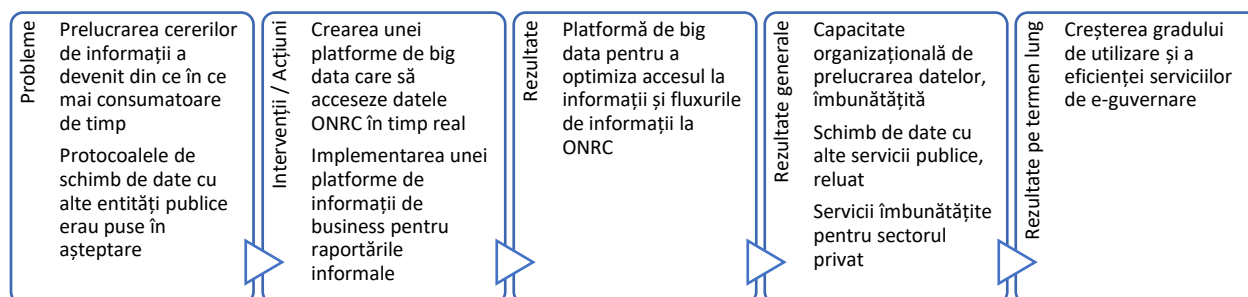 Probleme
Prelucrarea cererilor
de informații a
devenit din ce în ce
mai consumatoare
de timp
Protocoalele de
schimb de date cu
alte entități publice
erau puse în
așteptare
Intervenții / Acțiuni
Crearea unei
platforme de big
data care să
acceseze datele
ONRC în timp real
Implementarea unei
platforme de
informații de
business pentru
raportările
informale
Rezultate
Platformă de big
data pentru a
optimiza accesul la
informații și fluxurile
de informații la
ONRC
Rezultate generale
Capacitate
organizațională de
prelucrarea datelor,
îmbunătățită
Schimb de date cu
alte servicii publice,
reluat
Servicii îmbunătățite
pentru sectorul
privat
Rezultate pe termen lung
Creșterea gradului
de utilizare și a
eficienței serviciilor
de e-guvernare